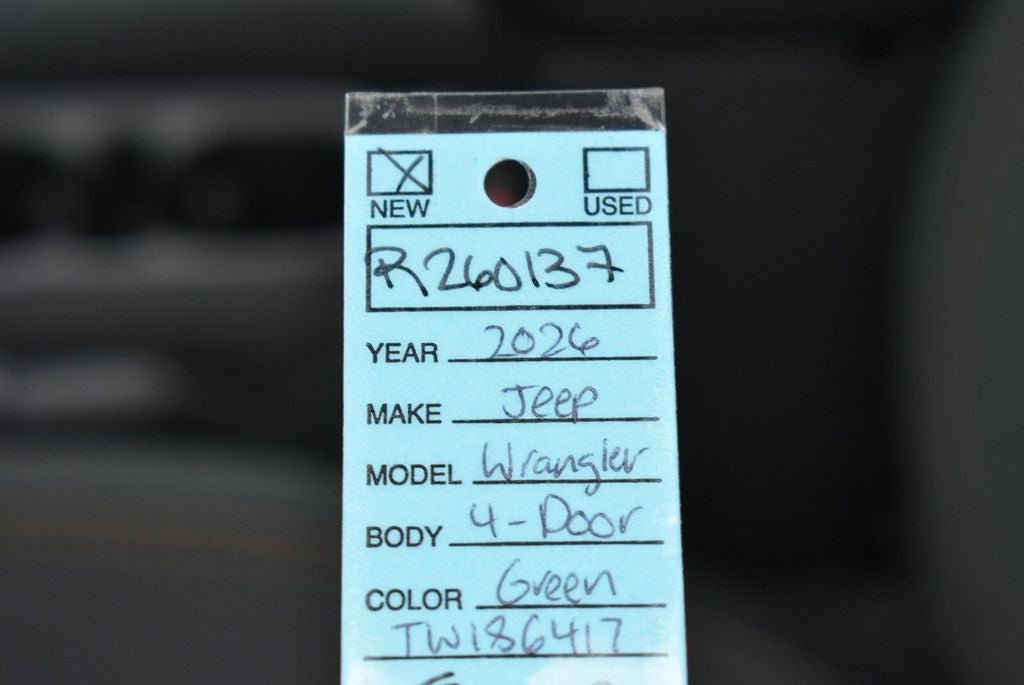 NEW USED
R260137
YEAR 2026
MAKE Jeep
MODEL Wrangler
BODY 4-Door
COLOR Green
TW186417